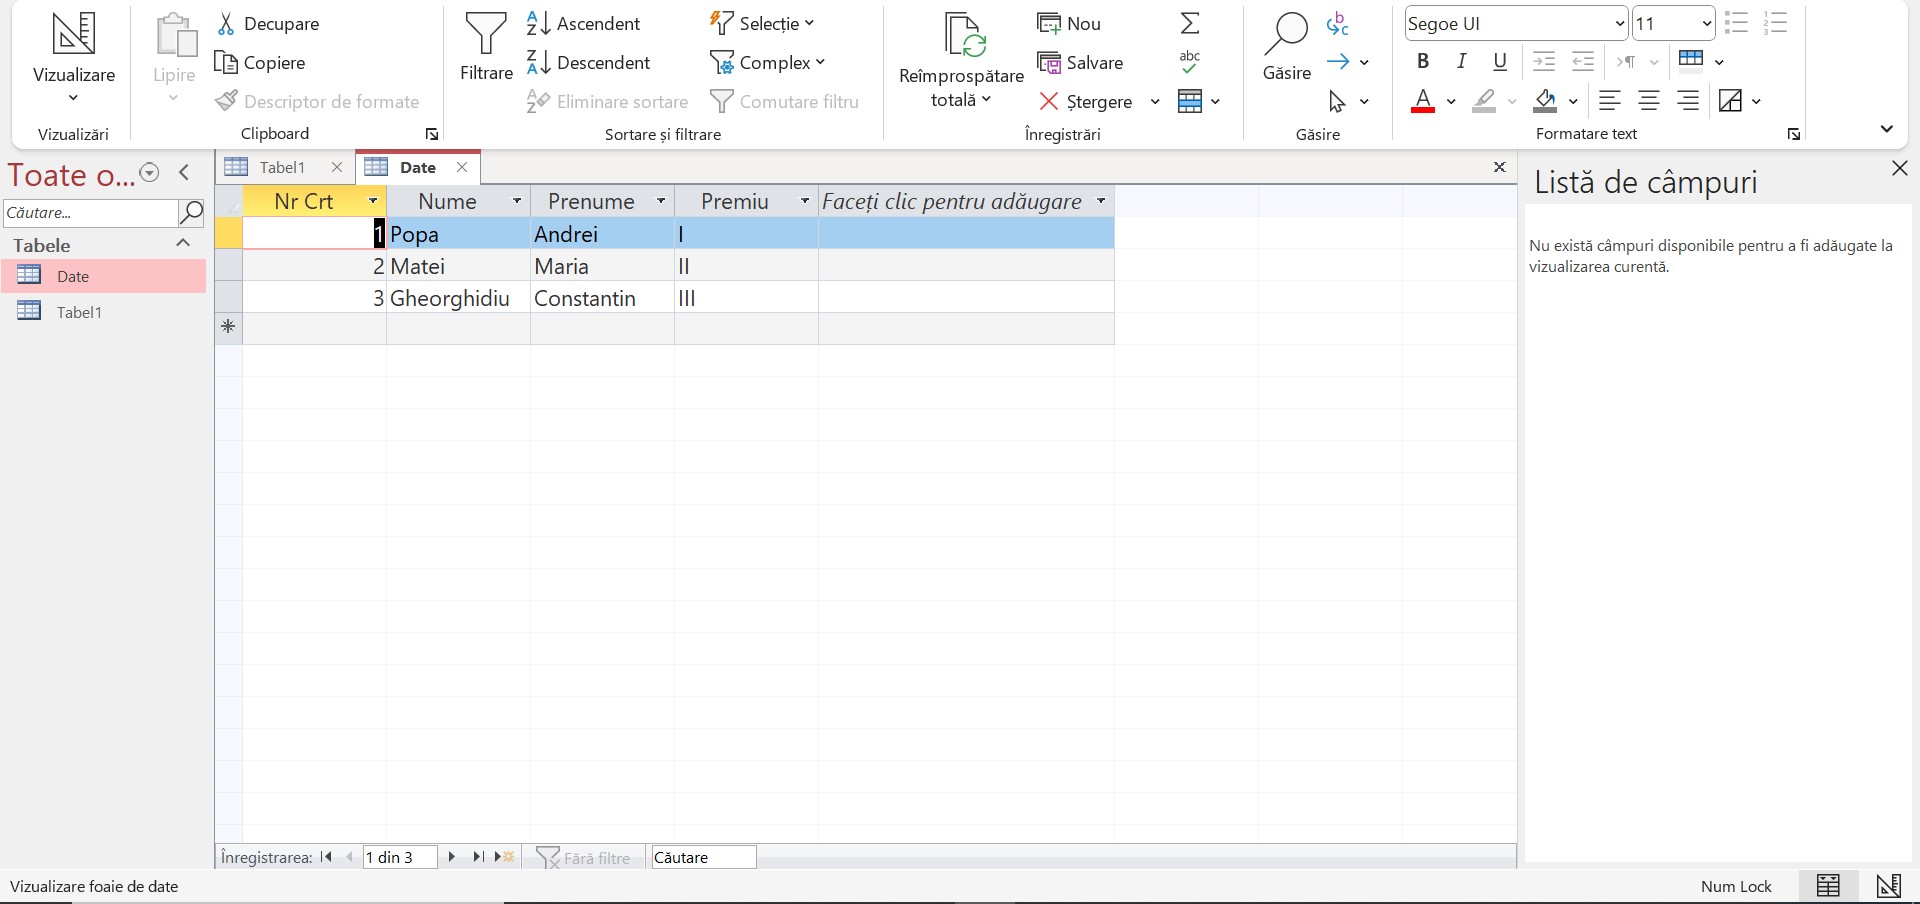 Vizualizare
Vizualizări
Lipire
Decupare
Copiere
Descriptor de formate
Clipboard
Filtrare
Ascendent
Descendent
Eliminare sortare
Selecție
Complex
Comutare filtru
Sortare și filtrare
Reîmprospătare
totală
Nou
Salvare
Ștergere
abc
Înregistrări
Găsire
Găsire
Segoe UI 11
B I U
A
Formatare text
Toate o...
Căutare...
Tabele
Date
Tabel1
Tabel1 Date
Nr Crt Nume Prenume Premiu Faceți clic pentru adăugare
1 Popa Andrei I
2 Matei Maria II
3 Gheorghidiu Constantin III
Înregistrarea: 1 din 3 Fără filtre Căutare
Listă de câmpuri
Nu există câmpuri disponibile pentru a fi adăugate la
vizualizarea curentă.
Vizualizare foaie de date
Num Lock